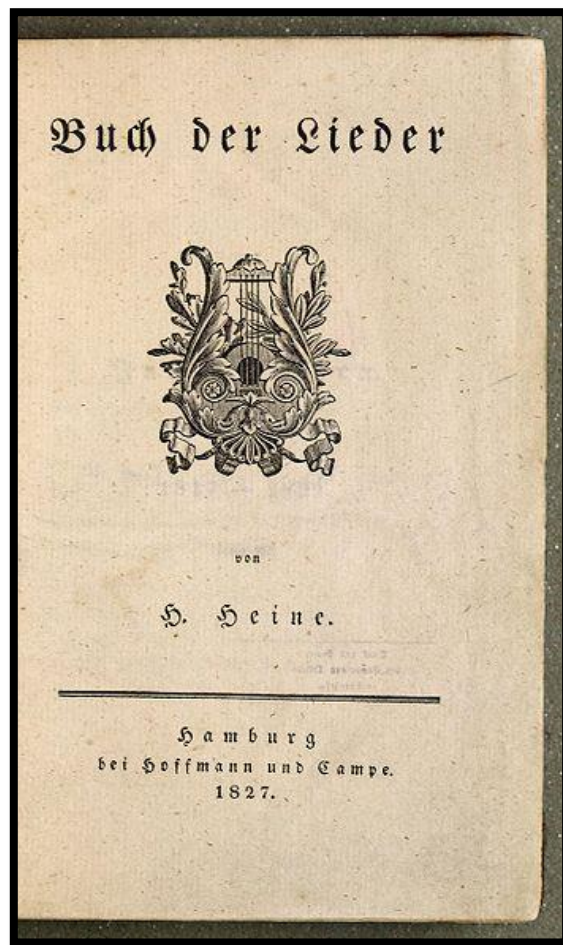 Buch der Lieder
von
H. Heine.
Hamburg
bei Hoffmann und Campe.
1827.